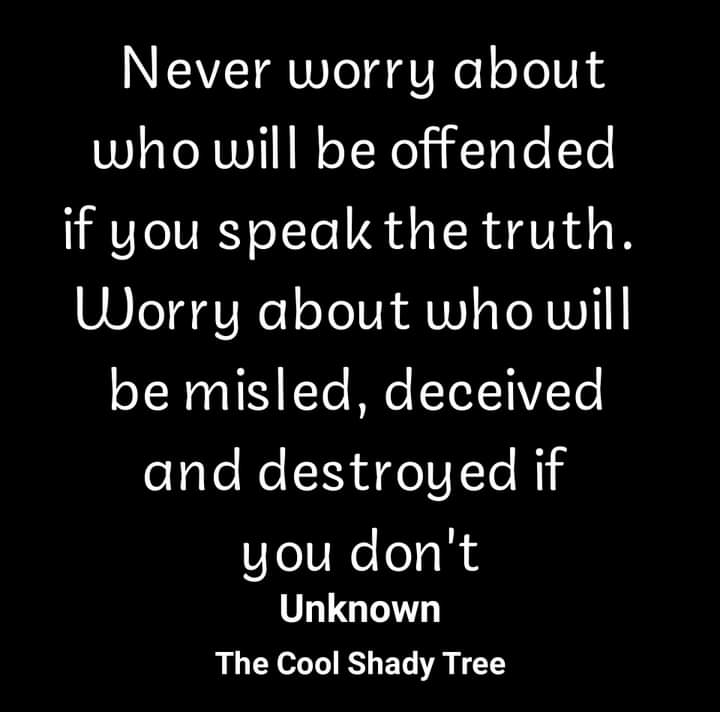 Never worry about
who will be offended
if you speak the truth.
Worry about who will
be misled, deceived
and destroyed if
you don't
Unknown
The Cool Shady Tree